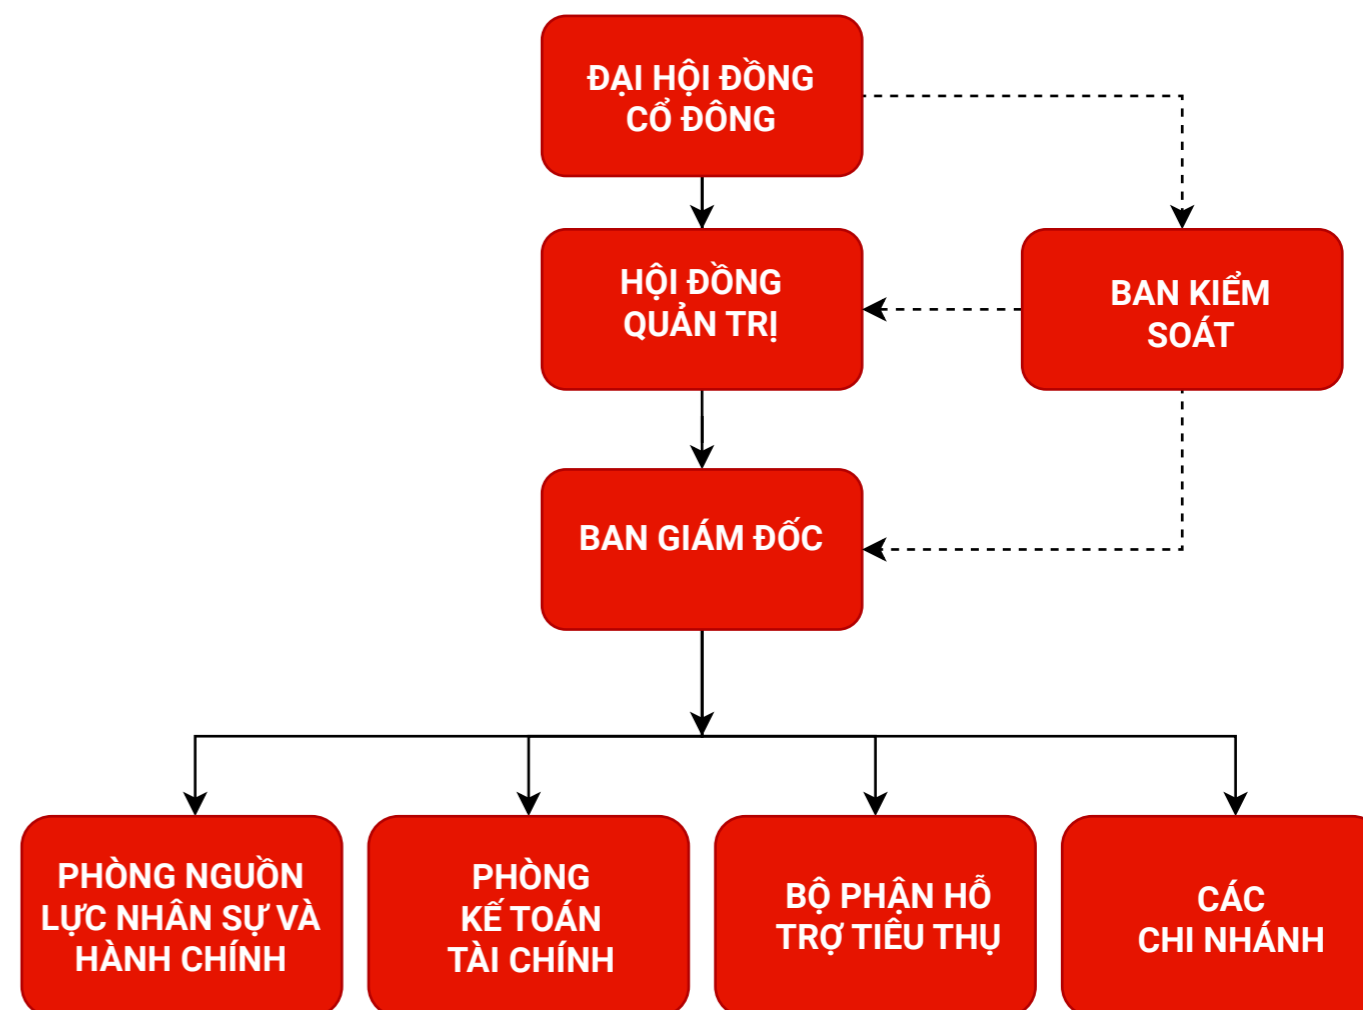 ĐẠI HỘI ĐỒNG
CỔ ĐÔNG
HỘI ĐỒNG
QUẢN TRỊ
BAN KIỂM
SOÁT
BAN GIÁM ĐỐC
PHÒNG NGUỒN
LỰC NHÂN SỰ VÀ
HÀNH CHÍNH
PHÒNG
KẾ TOÁN
TÀI CHÍNH
BỘ PHẬN HỖ
TRỢ TIÊU THỤ
CÁC
CHI NHÁNH